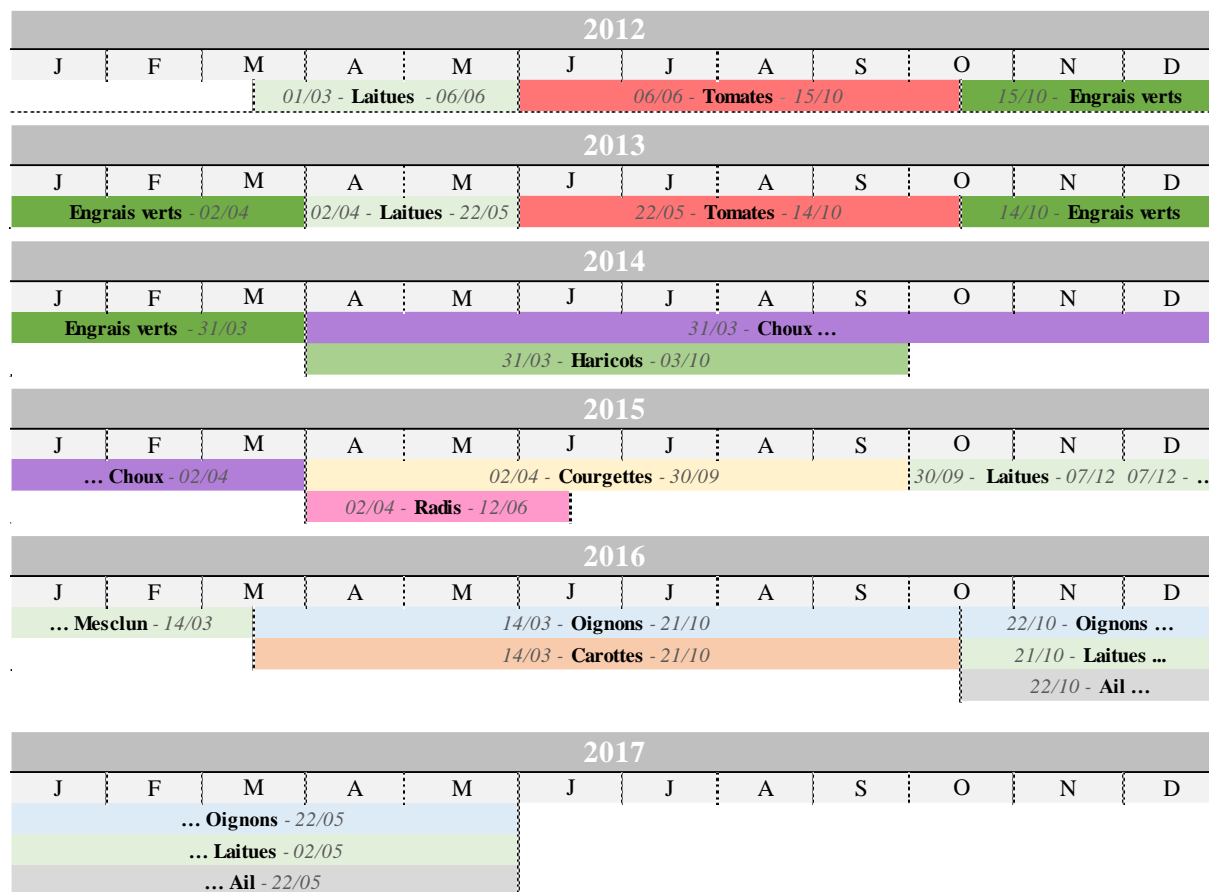 2012
J F M A M J J A S O N D
01/03 - Laitues - 06/06 06/06 - Tomates - 15/10 15/10 - Engrais verts
2013
J F M A M J J A S O N D
Engrais verts - 02/04 02/04 - Laitues - 22/05 22/05 - Tomates - 14/10 14/10 - Engrais verts
2014
J F M A M J J A S O N D
Engrais verts - 31/03 31/03 - Choux …
31/03 - Haricots - 03/10
2015
J F M A M J J A S O N D
… Choux - 02/04 02/04 - Courgettes - 30/09 30/09 - Laitues - 07/12 07/12 - …
02/04 - Radis - 12/06
2016
J F M A M J J A S O N D
… Mesclun - 14/03 14/03 - Oignons - 21/10 22/10 - Oignons …
14/03 - Carottes - 21/10 21/10 - Laitues ...
22/10 - Ail …
2017
J F M A M J J A S O N D
… Oignons - 22/05
… Laitues - 02/05
… Ail - 22/05